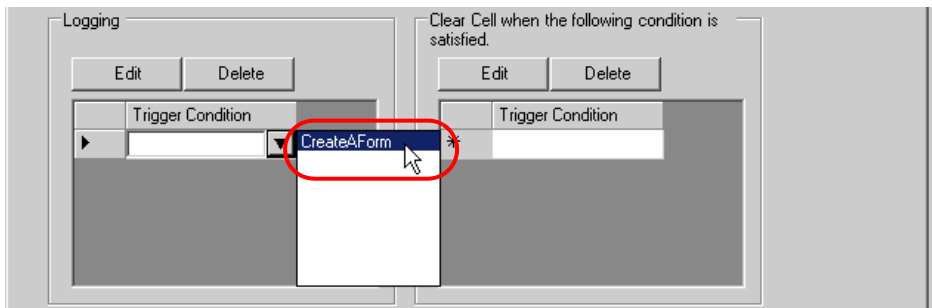 Logging
Edit
Delete
Trigger Condition
CreateAForm
Clear Cell when the following condition is
satisfied.
Edit
Delete
Trigger Condition